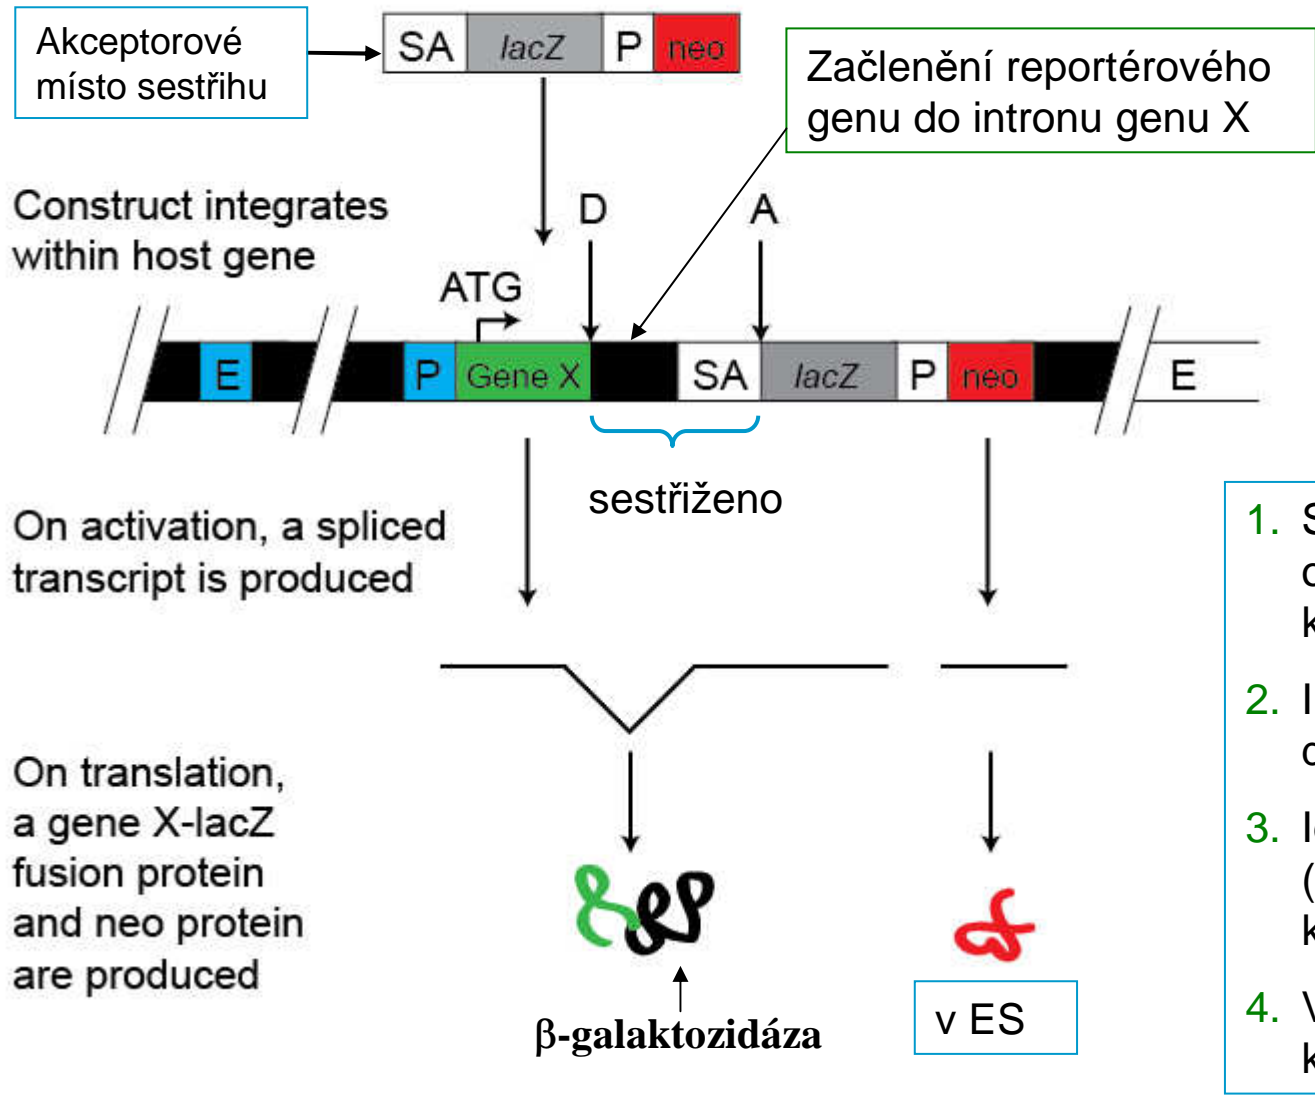 Akceptorové
místo sestřihu
SA lacZ P neo
Začlenění reportérového
genu do intronu genu X
Construct integrates
within host gene
D A
ATG
E P Gene X SA lacZ P neo E
sestřiženo
On activation, a spliced
transcript is produced
On translation,
a gene X-lacZ
fusion protein
and neo protein
are produced
β-galaktozidáza
v ES
1.
2.
3.
(
4.